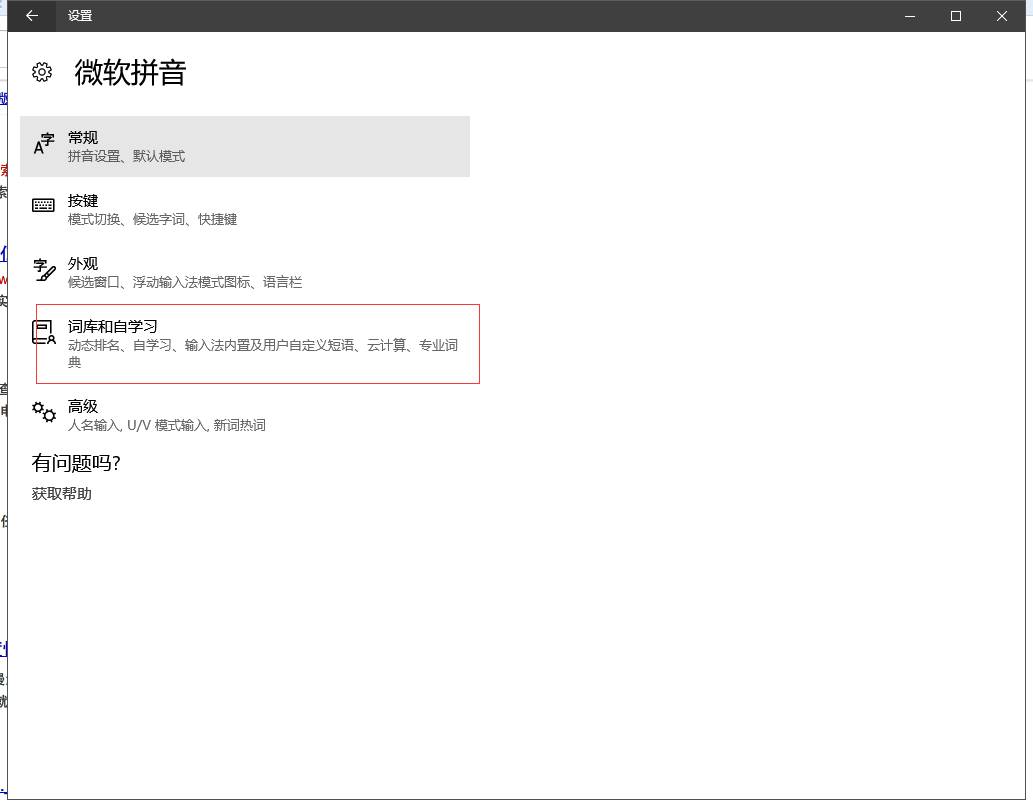 设置
微软拼音
常规
拼音设置、默认模式
按键
模式切换、候选字词、快捷键
外观
候选窗口、浮动输入法模式图标、语言栏
词库和自学习
动态排名、自学习、输入法内置及用户自定义短语、云计算、专业词
典
高级
人名输入, U/V 模式输入, 新词热词
有问题吗?
获取帮助